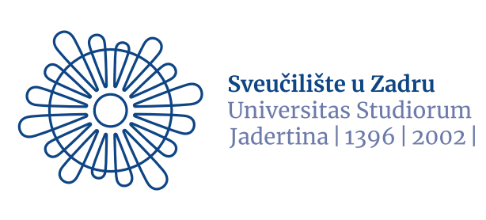 Sveučilište u Zadru
Universitas Studiorum
Jadertina | 1396 | 2002 |